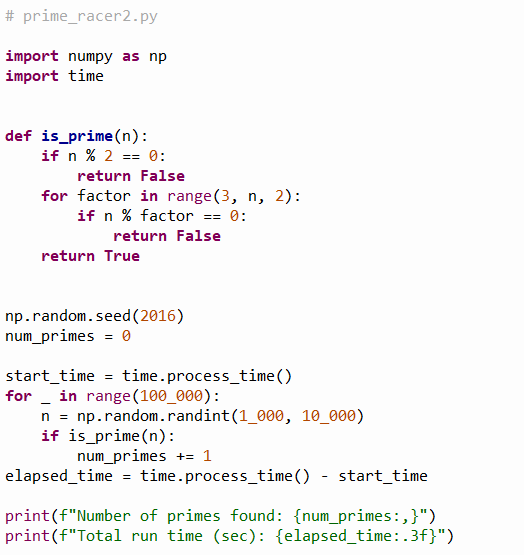 # prime_racer2.py

import numpy as np
import time


def is_prime(n):
    if n % 2 == 0:
        return False
    for factor in range(3, n, 2):
        if n % factor == 0:
            return False
    return True


np.random.seed(2016)
num_primes = 0

start_time = time.process_time()
for _ in range(100_000):
    n = np.random.randint(1_000, 10_000)
    if is_prime(n):
        num_primes += 1
elapsed_time = time.process_time() - start_time

print(f"Number of primes found: {num_primes:,}")
print(f"Total run time (sec): {elapsed_time:.3f}")